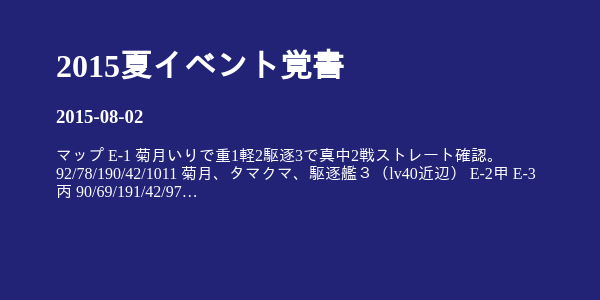 2015夏イベント覚書
2015-08-02
マップ E-1 菊月いりで重1軽2駆逐3で真中2戦ストレート確認。
92/78/190/42/1011 菊月、タマクマ、駆逐艦３（lv40近辺） E-2甲 E-3
丙 90/69/191/42/97…